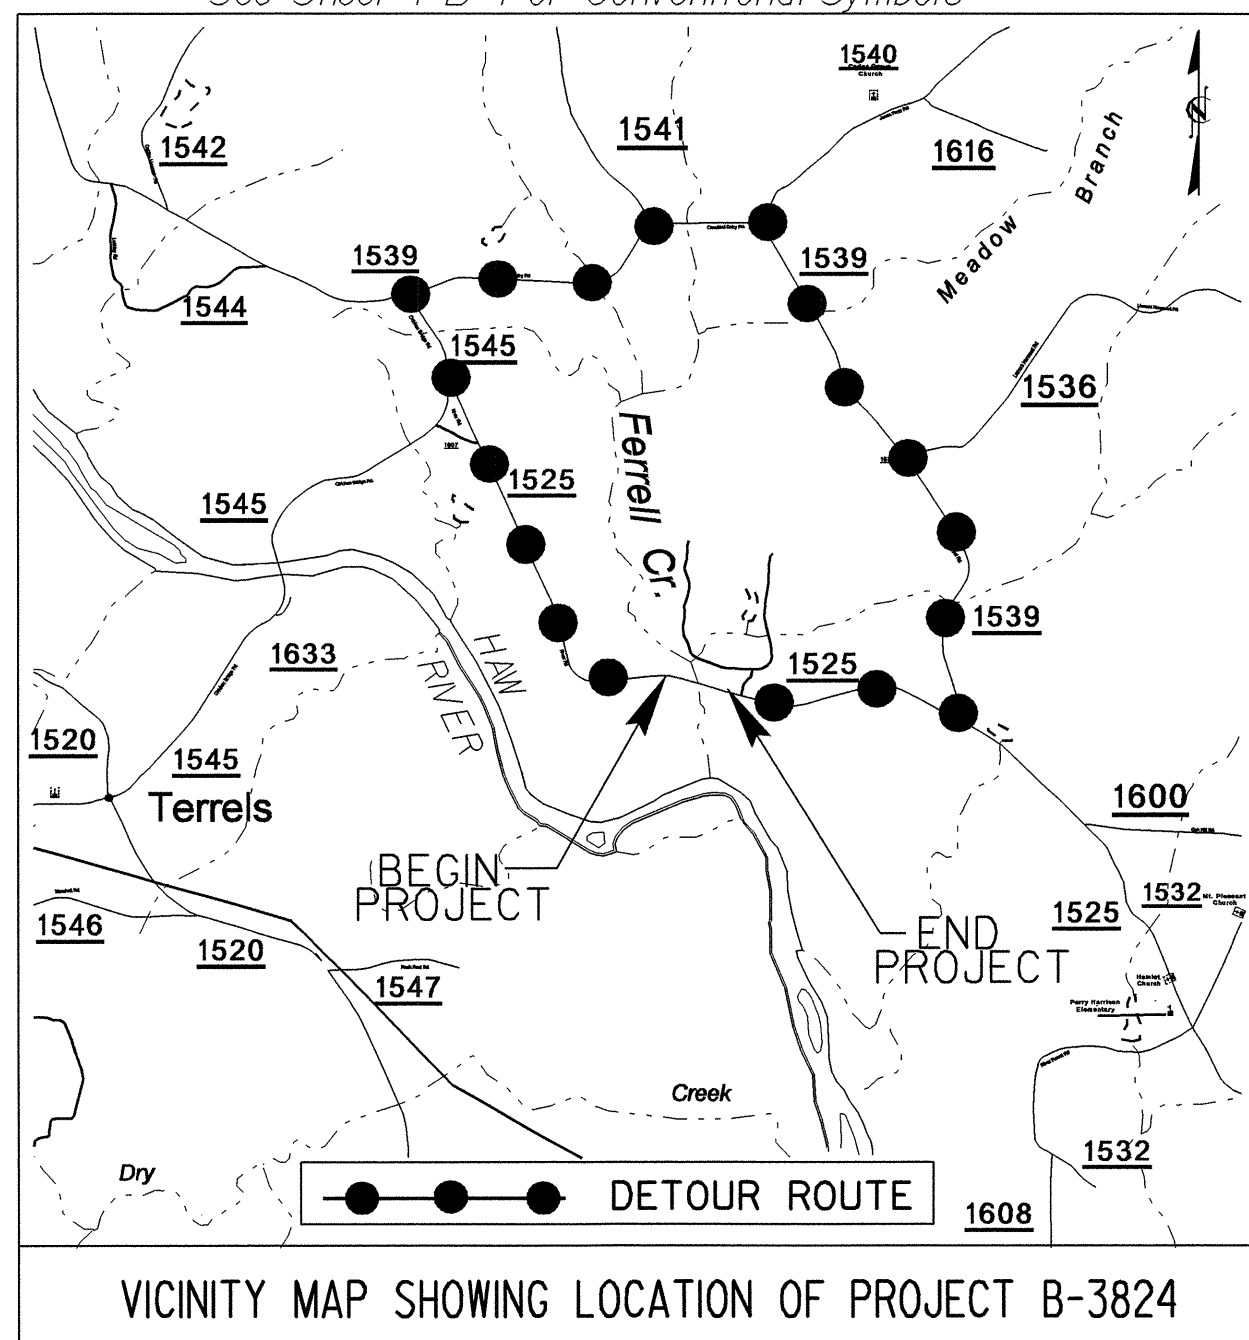 See Sheet 1-B For Conventional Symbols
1540
Church
1542
1541
1616
Meadow Branch
1539
1539
1544
1545
1536
1525
Ferrell Cr.
1545
1539
1633
HAW RIVER
1525
1520
1545
Terrels
1600
BEGIN
PROJECT
1532
Mt. Pleasant
Church
1546
1525
END
PROJECT
1520
1547
Hamlet
Church
Perry Harrison
Elementary
Creek
Dry
1532
1608
DETOUR ROUTE
VICINITY MAP SHOWING LOCATION OF PROJECT B-3824